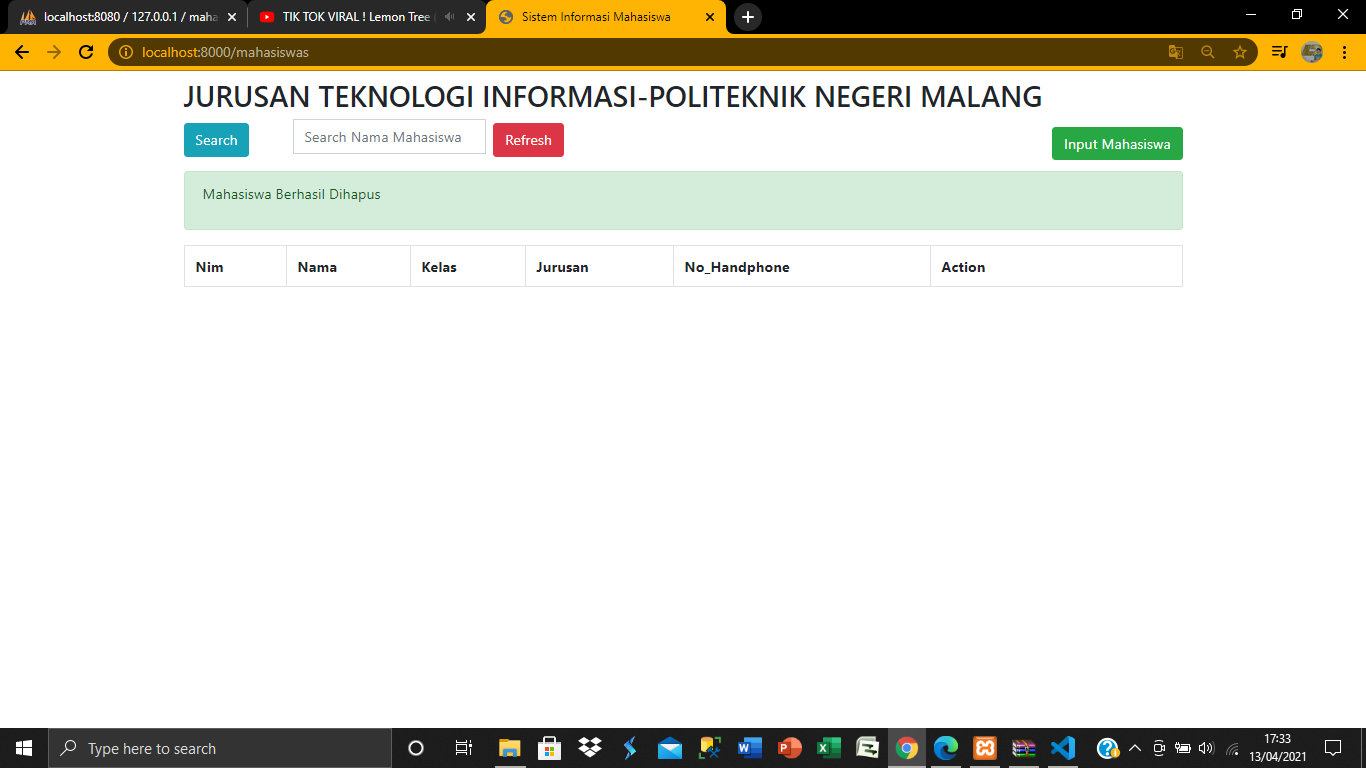 localhost:8080 / 127.0.0.1 / maha
TIK TOK VIRAL ! Lemon Tree
Sistem Informasi Mahasiswa
localhost:8000/mahasiswas
JURUSAN TEKNOLOGI INFORMASI-POLITEKNIK NEGERI MALANG
Search
Search Nama Mahasiswa
Refresh
Input Mahasiswa
Mahasiswa Berhasil Dihapus
Nim Nama Kelas Jurusan No_Handphone Action
Type here to search
17:33
13/04/2021